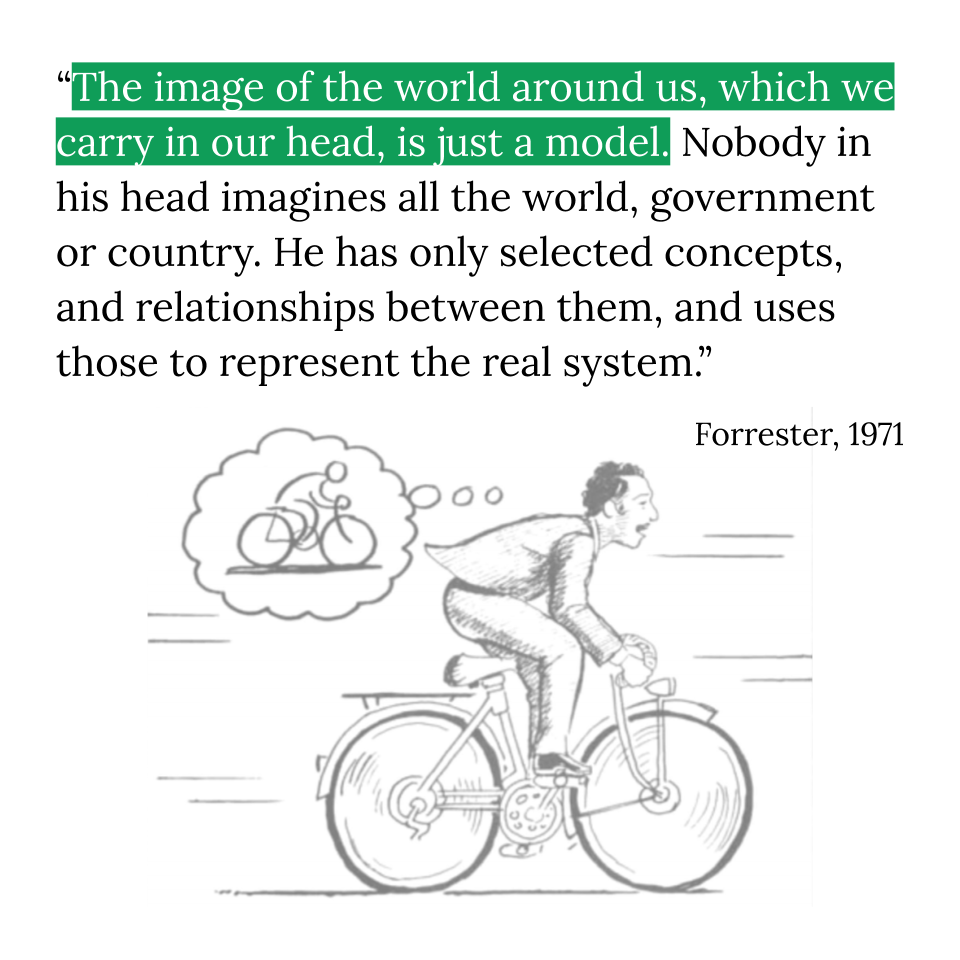 “The image of the world around us, which we
carry in our head, is just a model. Nobody in
his head imagines all the world, government
or country. He has only selected concepts,
and relationships between them, and uses
those to represent the real system.”
Forrester, 1971